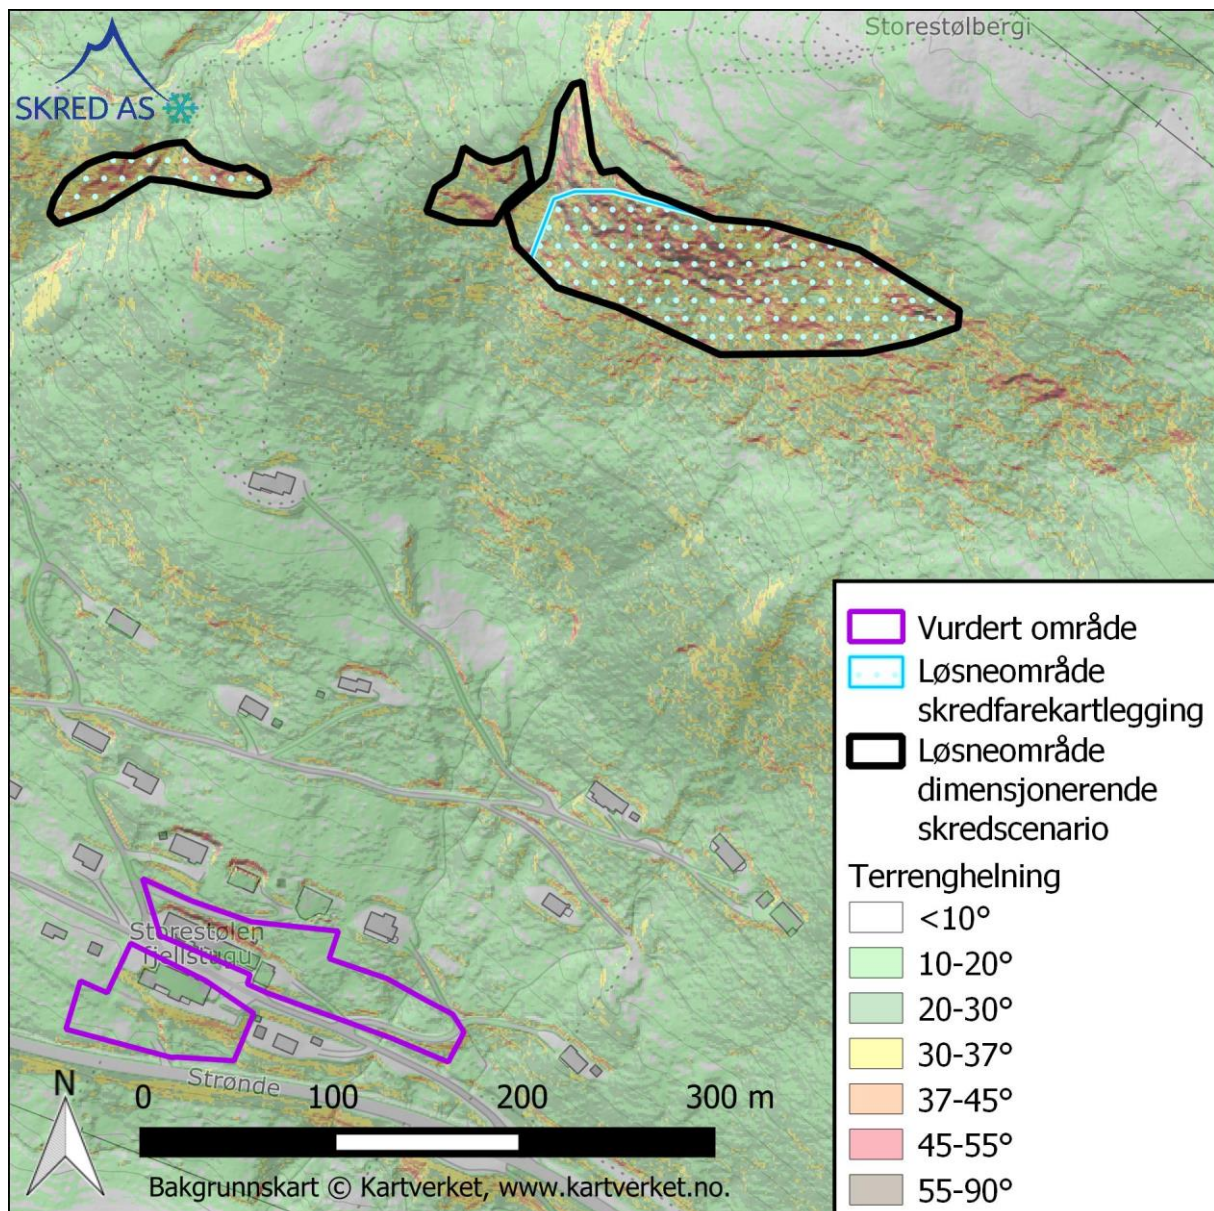 Storestølbergi
SKRED AS
Vurdert område
Løsneområde
skredfarekartlegging
Løsneområde
dimensjonerende
skredscenario
Terrenghelning
<10°
10-20°
20-30°
30-37°
37-45°
45-55°
55-90°
Storestølen
fjellstugu
Strønde
N
0 100 200 300 m
Bakgrunnskart © Kartverket, www.kartverket.no.